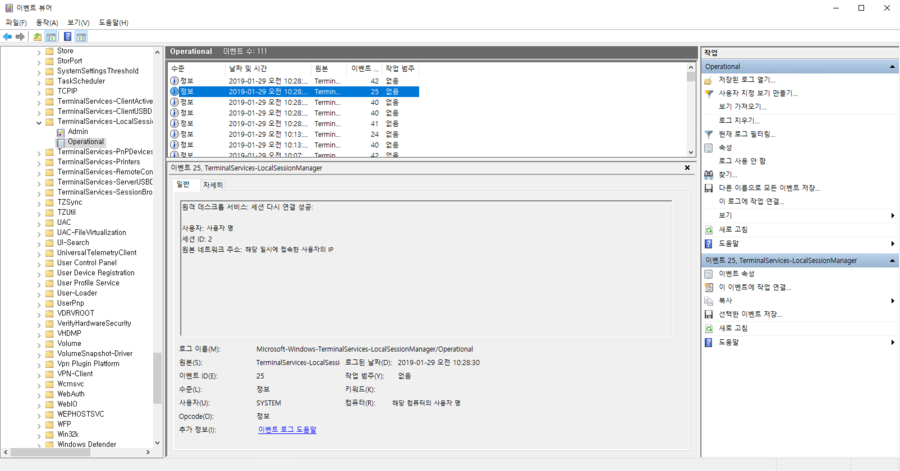 이벤트 뷰어
파일(F) 동작(A) 보기(V) 도움말(H)
Store
StorPort
SystemSettingsThreshold
TaskScheduler
TCPIP
TerminalServices-ClientActive
TerminalServices-ClientUSBD
TerminalServices-LocalSessi
Admin
Operational
TerminalServices-PnPDevices
TerminalServices-Printers
TerminalServices-RemoteCon
TerminalServices-ServerUSBD
TerminalServices-SessionBro
TZSync
TZUtil
UAC
UAC-FileVirtualization
UI-Search
UniversalTelemetryClient
User Control Panel
User Device Registration
User Profile Service
User-Loader
UserPnp
VDRVROOT
VerifyHardwareSecurity
VHDMP
Volume
VolumeSnapshot-Driver
Vpn Plugin Platform
VPN-Client
Wcmsvc
WebAuth
WebIO
WEPHOSTSVC
WFP
Win32k
Windows Defender
Operational 이벤트 수: 111
수준 날짜 및 시간 원본 이벤트 ... 작업 범주
정보 2019-01-29 오전 10:28:... Termin... 42 없음
정보 2019-01-29 오전 10:28:... Termin... 25 없음
정보 2019-01-29 오전 10:28:... Termin... 40 없음
정보 2019-01-29 오전 10:28:... Termin... 40 없음
정보 2019-01-29 오전 10:28:... Termin... 41 없음
정보 2019-01-29 오전 10:13:... Termin... 24 없음
정보 2019-01-29 오전 10:13:... Termin... 40 없음
정보 2019-01-29 오전 10:07:... Termin... 42 없음
이벤트 25, TerminalServices-LocalSessionManager
일반 자세히
원격 데스크톱 서비스: 세션 다시 연결 성공:
사용자: 사용자 명
세션 ID: 2
원본 네트워크 주소: 해당 일시에 접속한 사용자의 IP
로그 이름(M): Microsoft-Windows-TerminalServices-LocalSessionManager/Operational
원본(S): TerminalServices-LocalSessi 로그된 날짜(D): 2019-01-29 오전 10:28:30
이벤트 ID(E): 25 작업 범주(Y): 없음
수준(L): 정보 키워드(K):
사용자(U): SYSTEM 컴퓨터(R): 해당 컴퓨터의 사용자 명
Opcode(O): 정보
추가 정보(I): 이벤트 로그 도움말
작업
Operational
저장된 로그 열기...
사용자 지정 보기 만들기...
보기 가져오기...
로그 지우기...
현재 로그 필터링...
속성
로그 사용 안 함
찾기...
다른 이름으로 모든 이벤트 저장...
이 로그에 작업 연결...
보기
새로 고침
도움말
이벤트 25, TerminalServices-LocalSessionManager
이벤트 속성
이 이벤트에 작업 연결...
복사
선택한 이벤트 저장...
새로 고침
도움말